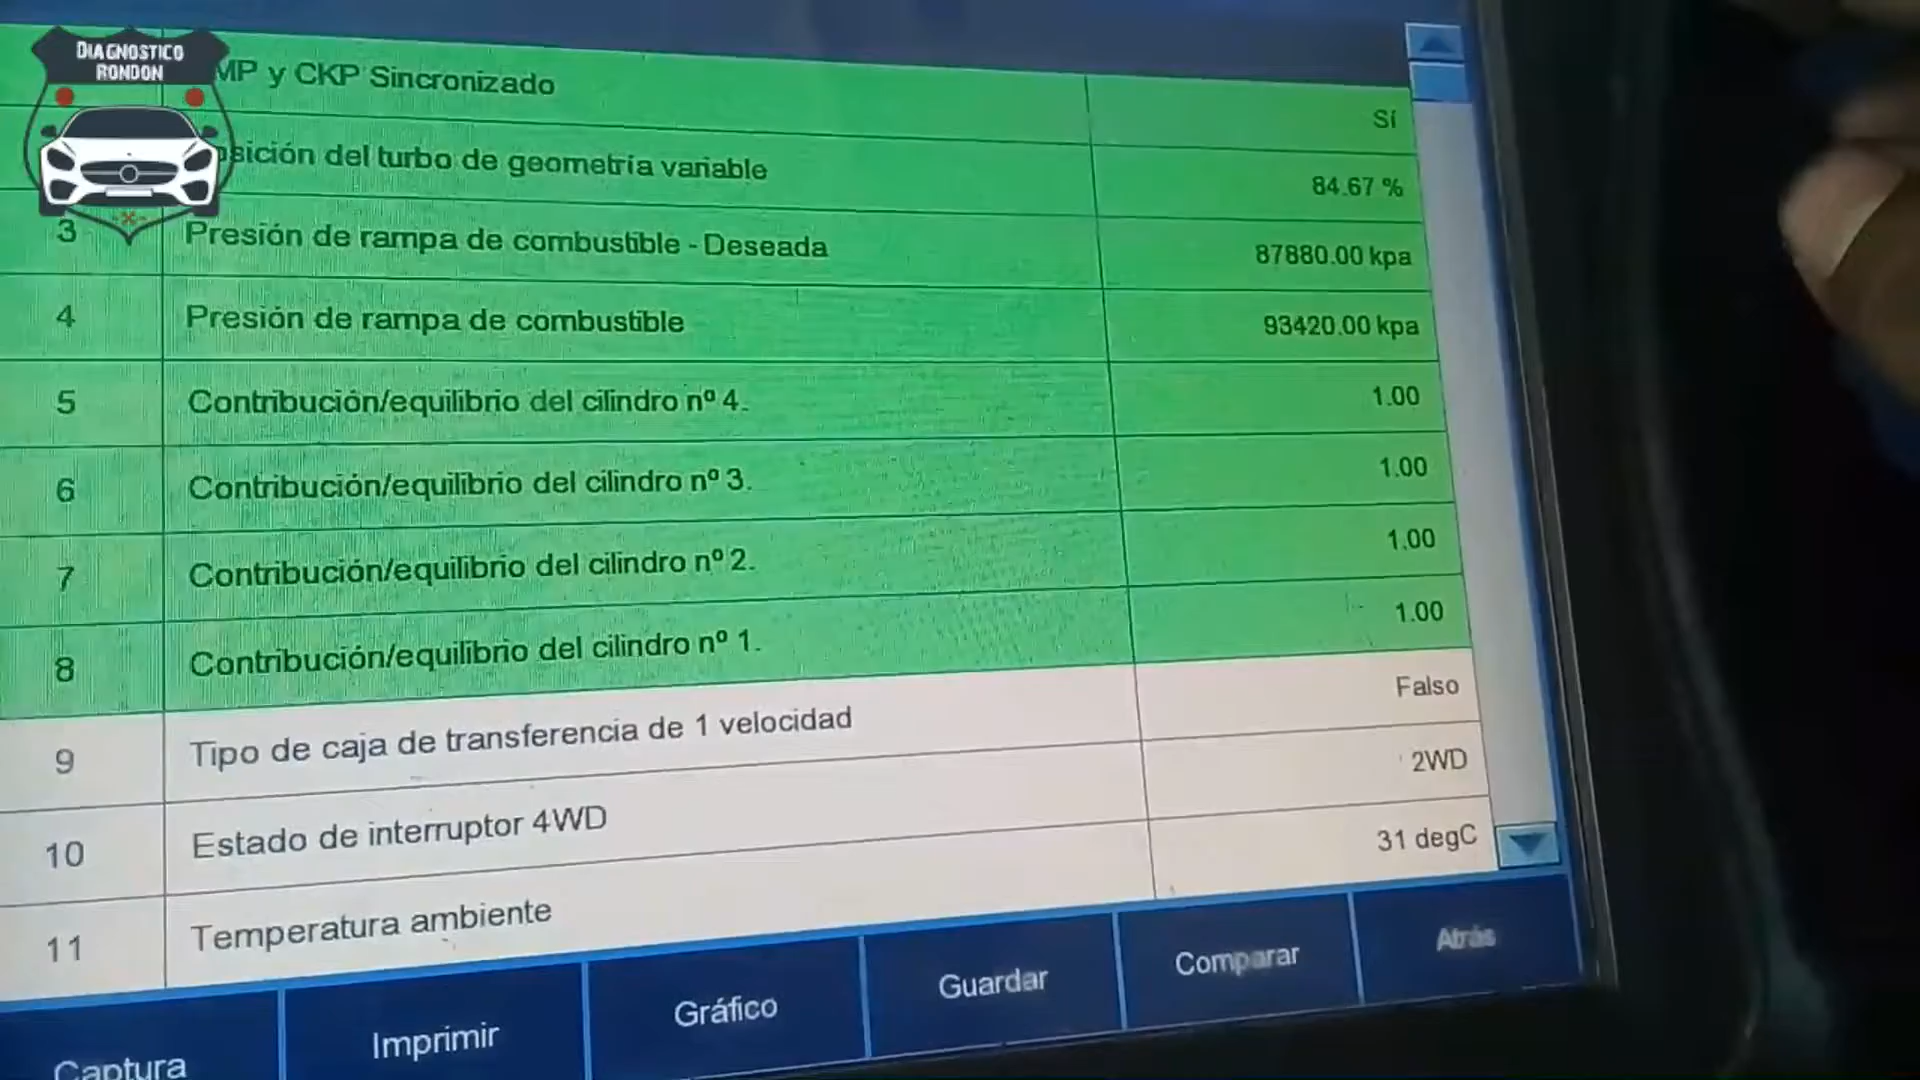 DIAGNOSTICO
RONDON
MP y CKP Sincronizado
Sí
sición del turbo de geometría variable
84.67 %
3
Presión de rampa de combustible - Deseada
87880.00 kpa
4
Presión de rampa de combustible
93420.00 kpa
5
Contribución/equilibrio del cilindro nº 4.
1.00
6
Contribución/equilibrio del cilindro nº 3.
1.00
7
Contribución/equilibrio del cilindro nº 2.
1.00
8
Contribución/equilibrio del cilindro nº 1.
1.00
9
Tipo de caja de transferencia de 1 velocidad
Falso
10
Estado de interruptor 4WD
2WD
11
Temperatura ambiente
31 degC
Captura
Imprimir
Gráfico
Guardar
Comparar
Atrás